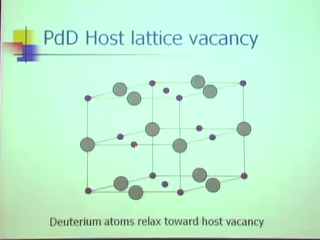 PdD Host lattice vacancy
Deuterium atoms relax toward host vacancy